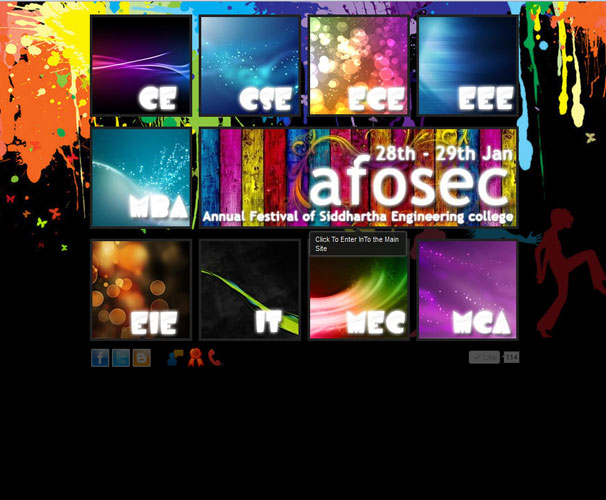 CE
CSE
ECE
EEE
MBA
28th - 29th Jan
afosec
Annual Festival of Siddhartha Engineering college
Click To Enter InTo the Main
Site
EIE
IT
MEC
MCA
Like 114